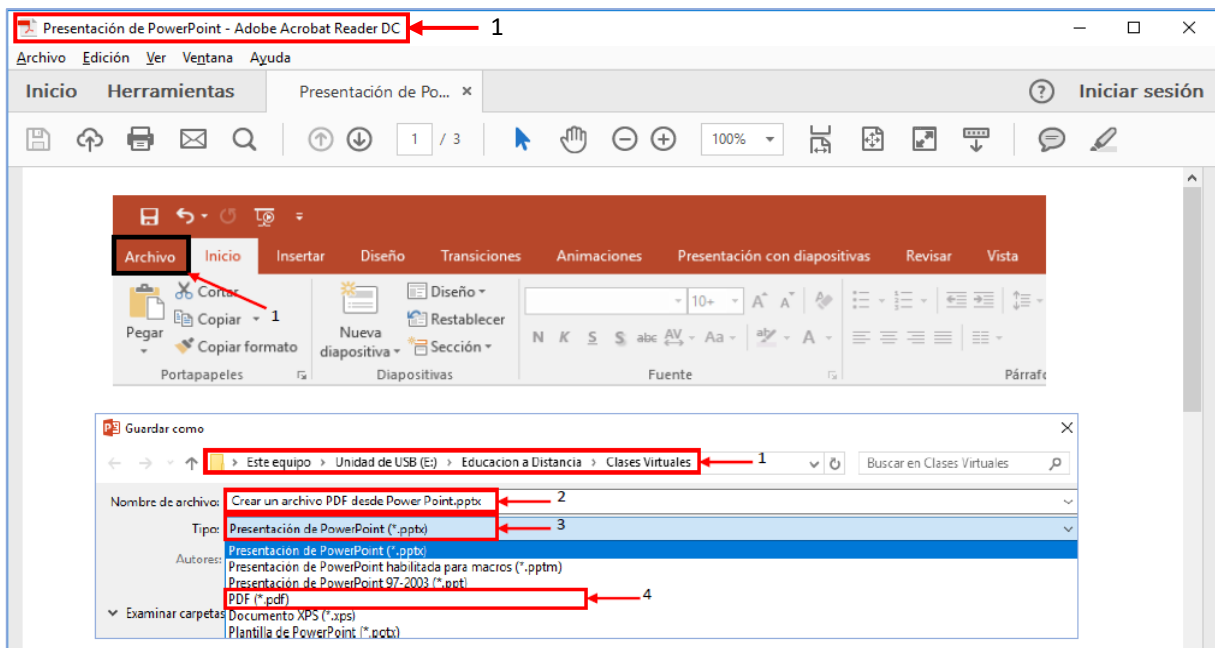 Presentación de PowerPoint - Adobe Acrobat Reader DC 1
Archivo Edición Ver Ventana Ayuda
Inicio Herramientas Presentación de Po... × ? Iniciar sesión
1 / 3 100%
Archivo Inicio Insertar Diseño Transiciones Animaciones Presentación con diapositivas Revisar Vista
Cortar Diseño 10+ A A
1
Pegar Copiar Nueva diapositiva Restablecer
Copiar formato Sección N K S S abc AV Aa aby A
Portapapeles Diapositivas Fuente Párrafo
Guardar como
Este equipo > Unidad de USB (E:) > Educacion a Distancia > Clases Virtuales 1 Buscar en Clases Virtuales
Nombre de archivo: Crear un archivo PDF desde Power Point.pptx 2
Tipo: Presentación de PowerPoint (*.pptx) 3
Autores: Presentación de PowerPoint (*.pptx)
Presentación de PowerPoint habilitada para macros (*.pptm)
Presentación de PowerPoint 97-2003 (*.ppt)
PDF (*.pdf) 4
Examinar carpetas Documento XPS (*.xps)
Plantilla de PowerPoint (*.potx)